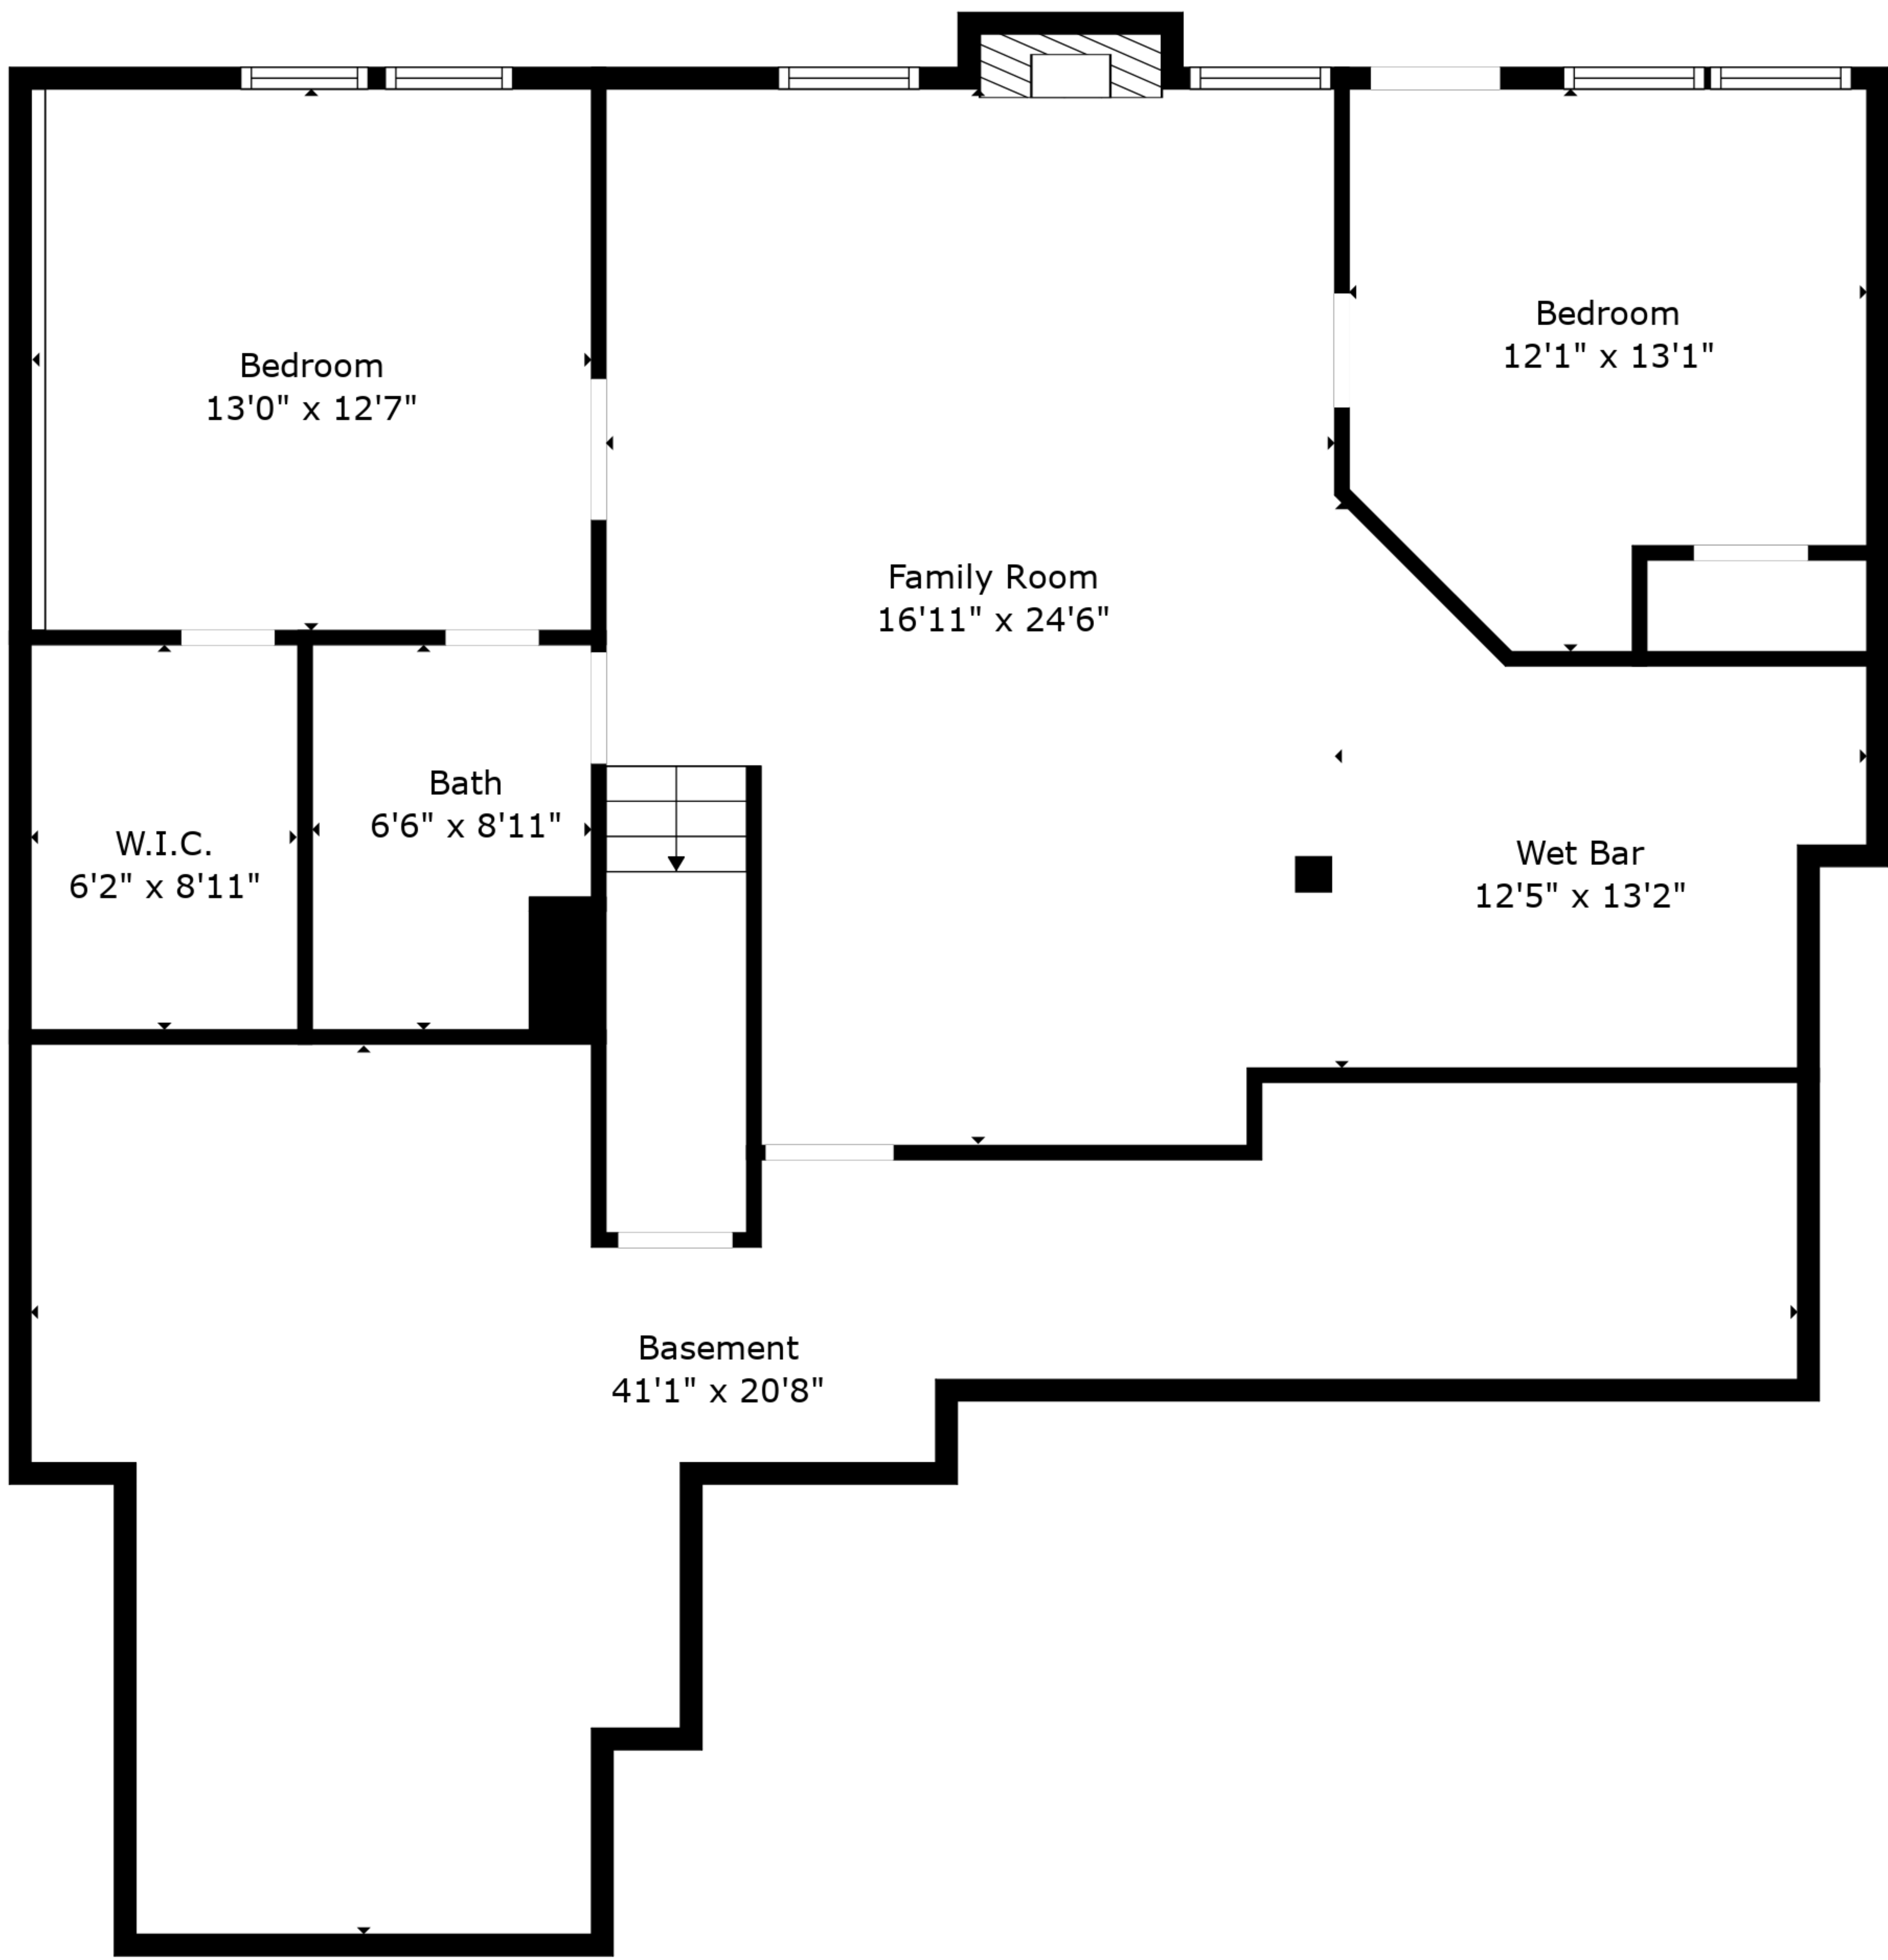 Bedroom
13'0" x 12'7"
Bedroom
12'1" x 13'1"
Family Room
16'11" x 24'6"
Bath
6'6" x 8'11"
W.I.C.
6'2" x 8'11"
Wet Bar
12'5" x 13'2"
Basement
41'1" x 20'8"